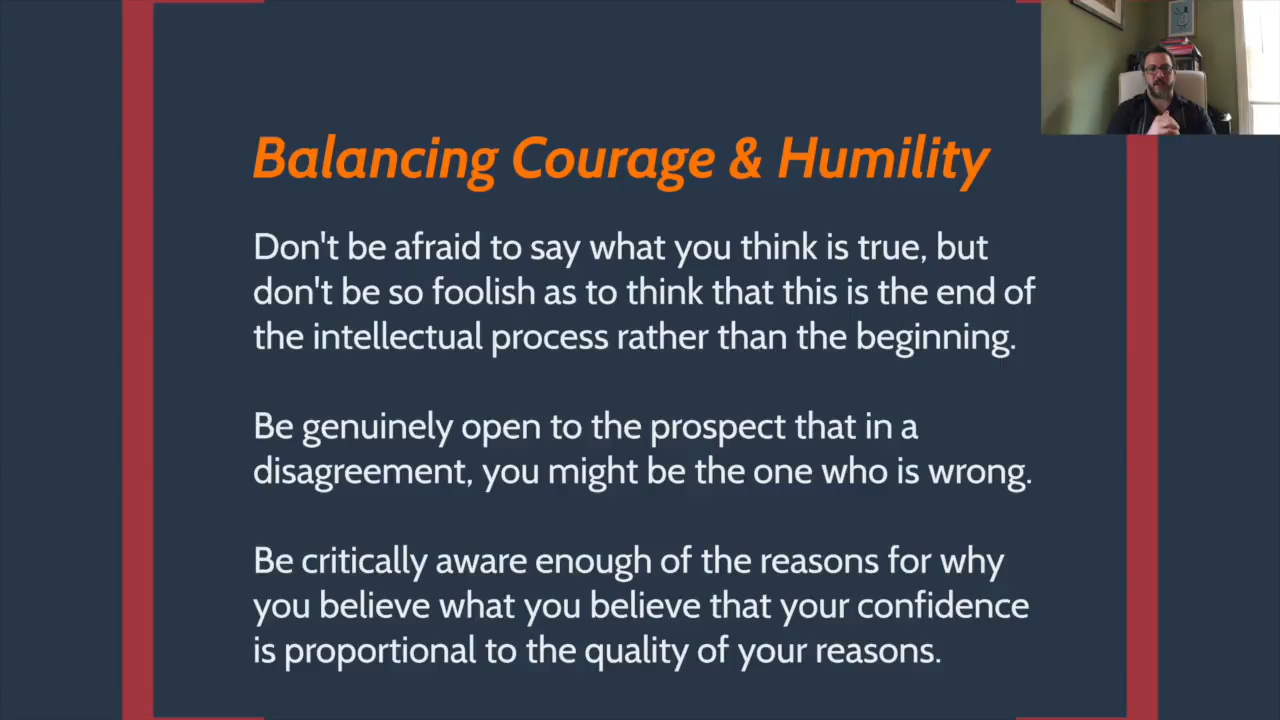 Balancing Courage & Humility
Don't be afraid to say what you think is true, but
don't be so foolish as to think that this is the end of
the intellectual process rather than the beginning.
Be genuinely open to the prospect that in a
disagreement, you might be the one who is wrong.
Be critically aware enough of the reasons for why
you believe what you believe that your confidence
is proportional to the quality of your reasons.